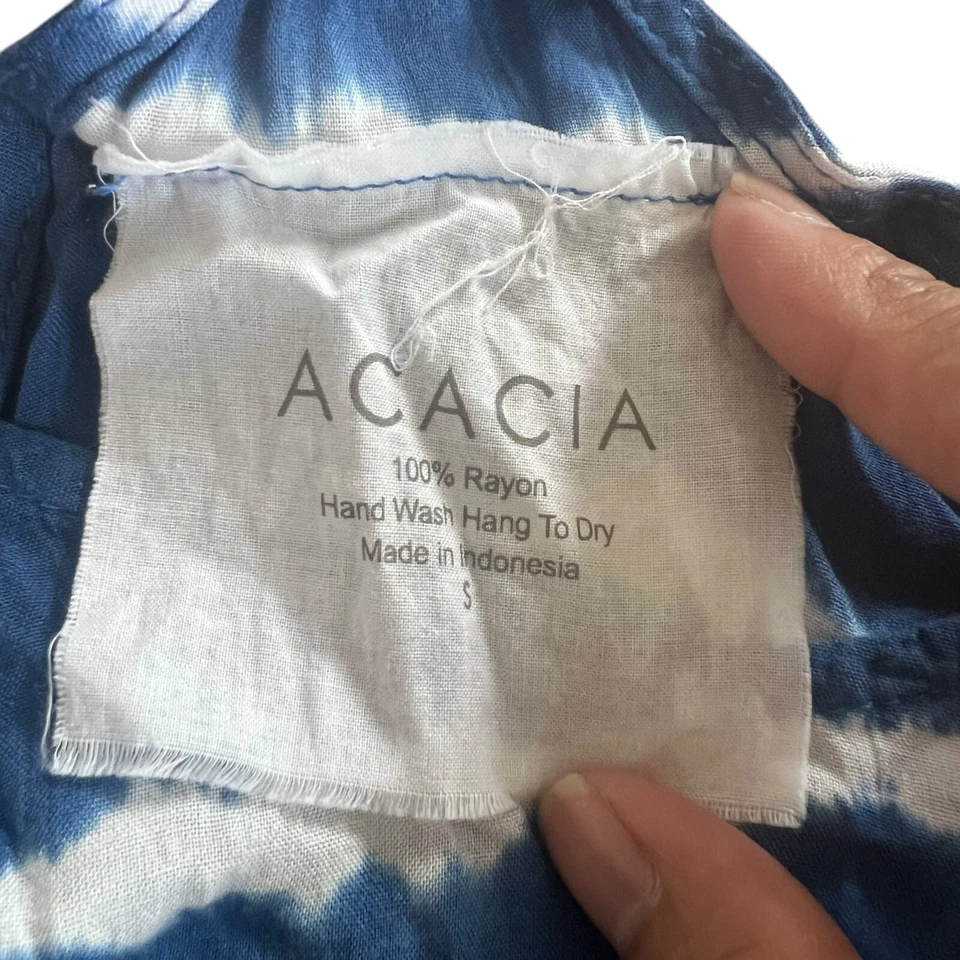 ACACIA
100% Rayon
Hand Wash Hang To Dry
Made in Indonesia
S